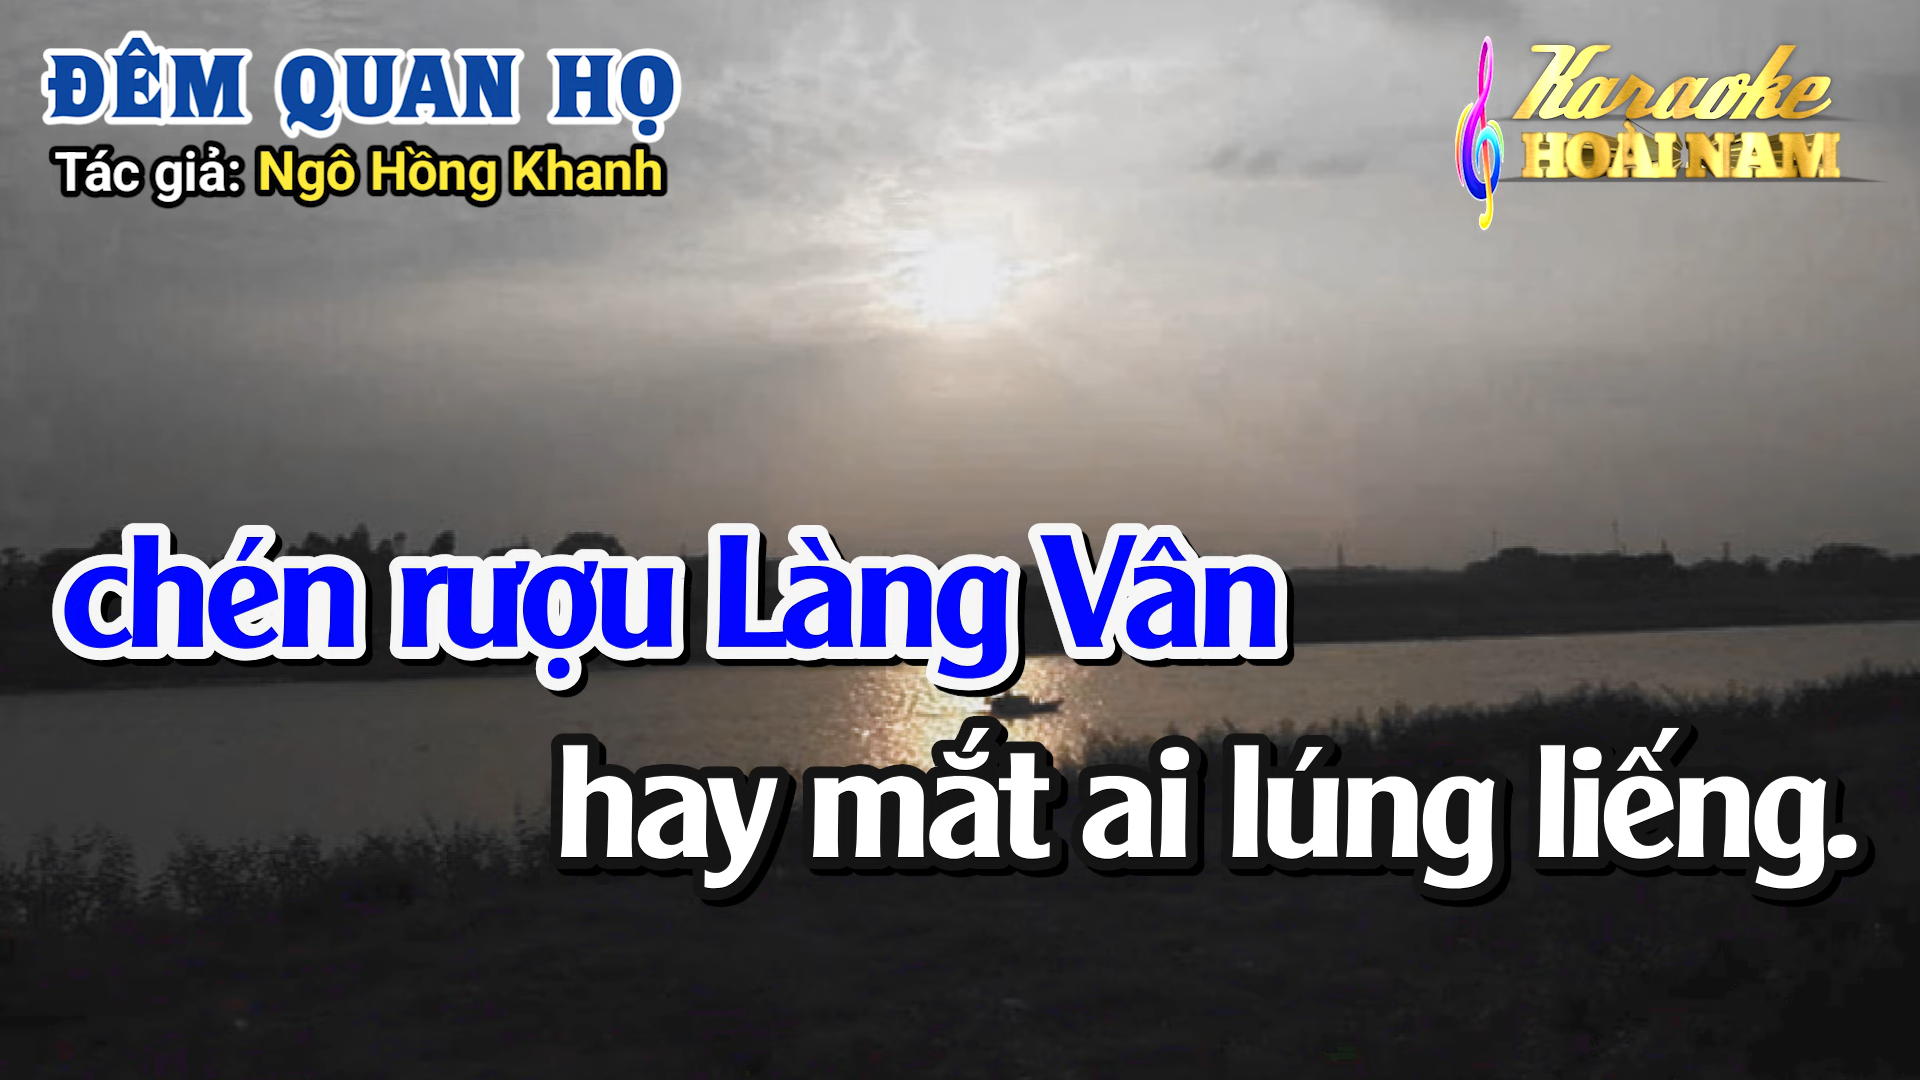 ĐÊM QUAN HỌ
Tác giả: Ngô Hồng Khanh
Karaoke
HOÀI NAM
chén rượu Làng Vân
hay mắt ai lúng liếng.